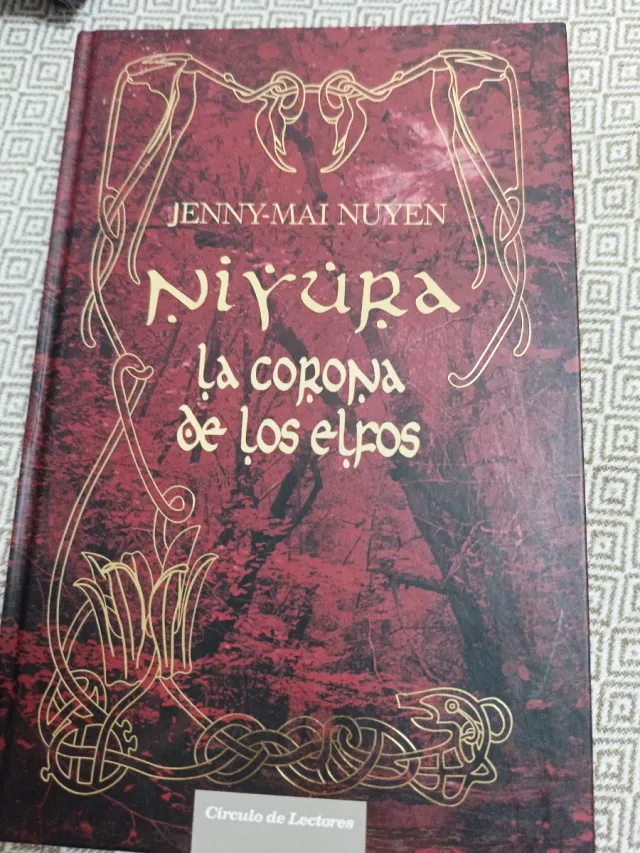 JENNY-MAI NUYEN
NIYURA
LA CORONA
DE LOS ELFOS
Círculo de Lectores